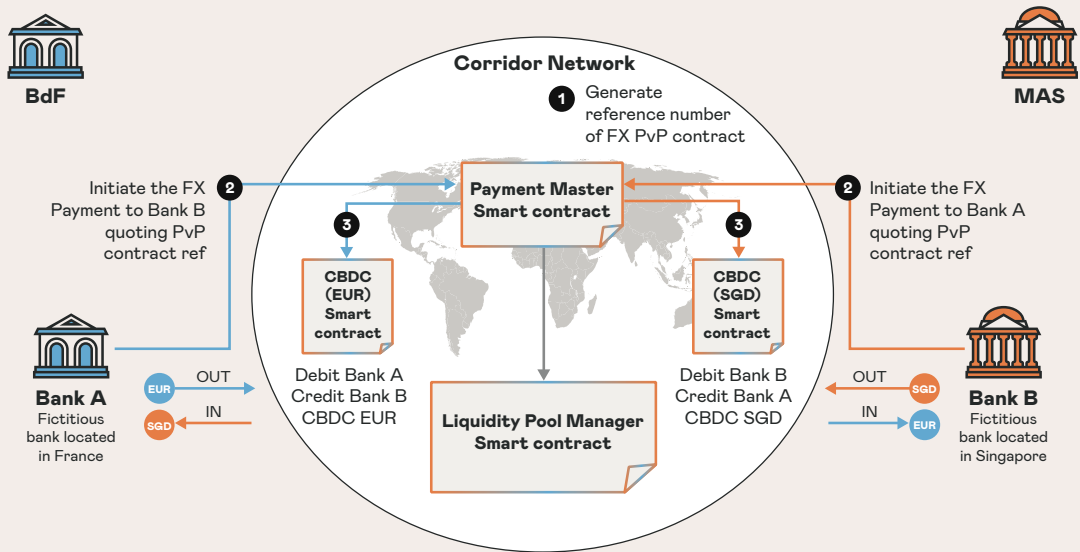 BdF
MAS
Corridor Network
1
Generate
reference number
of FX PvP contract
Initiate the FX
Payment to Bank B
quoting PvP
contract ref
2
Payment Master
Smart contract
2
Initiate the FX
Payment to Bank A
quoting PvP
contract ref
3
3
CBDC
(EUR)
Smart
contract
CBDC
(SGD)
Smart
contract
Debit Bank A
Credit Bank B
CBDC EUR
Debit Bank B
Credit Bank A
CBDC SGD
Liquidity Pool Manager
Smart contract
Bank A
Fictitious
bank located
in France
EUR
OUT
SGD
IN
OUT
SGD
IN
EUR
Bank B
Fictitious
bank located
in Singapore